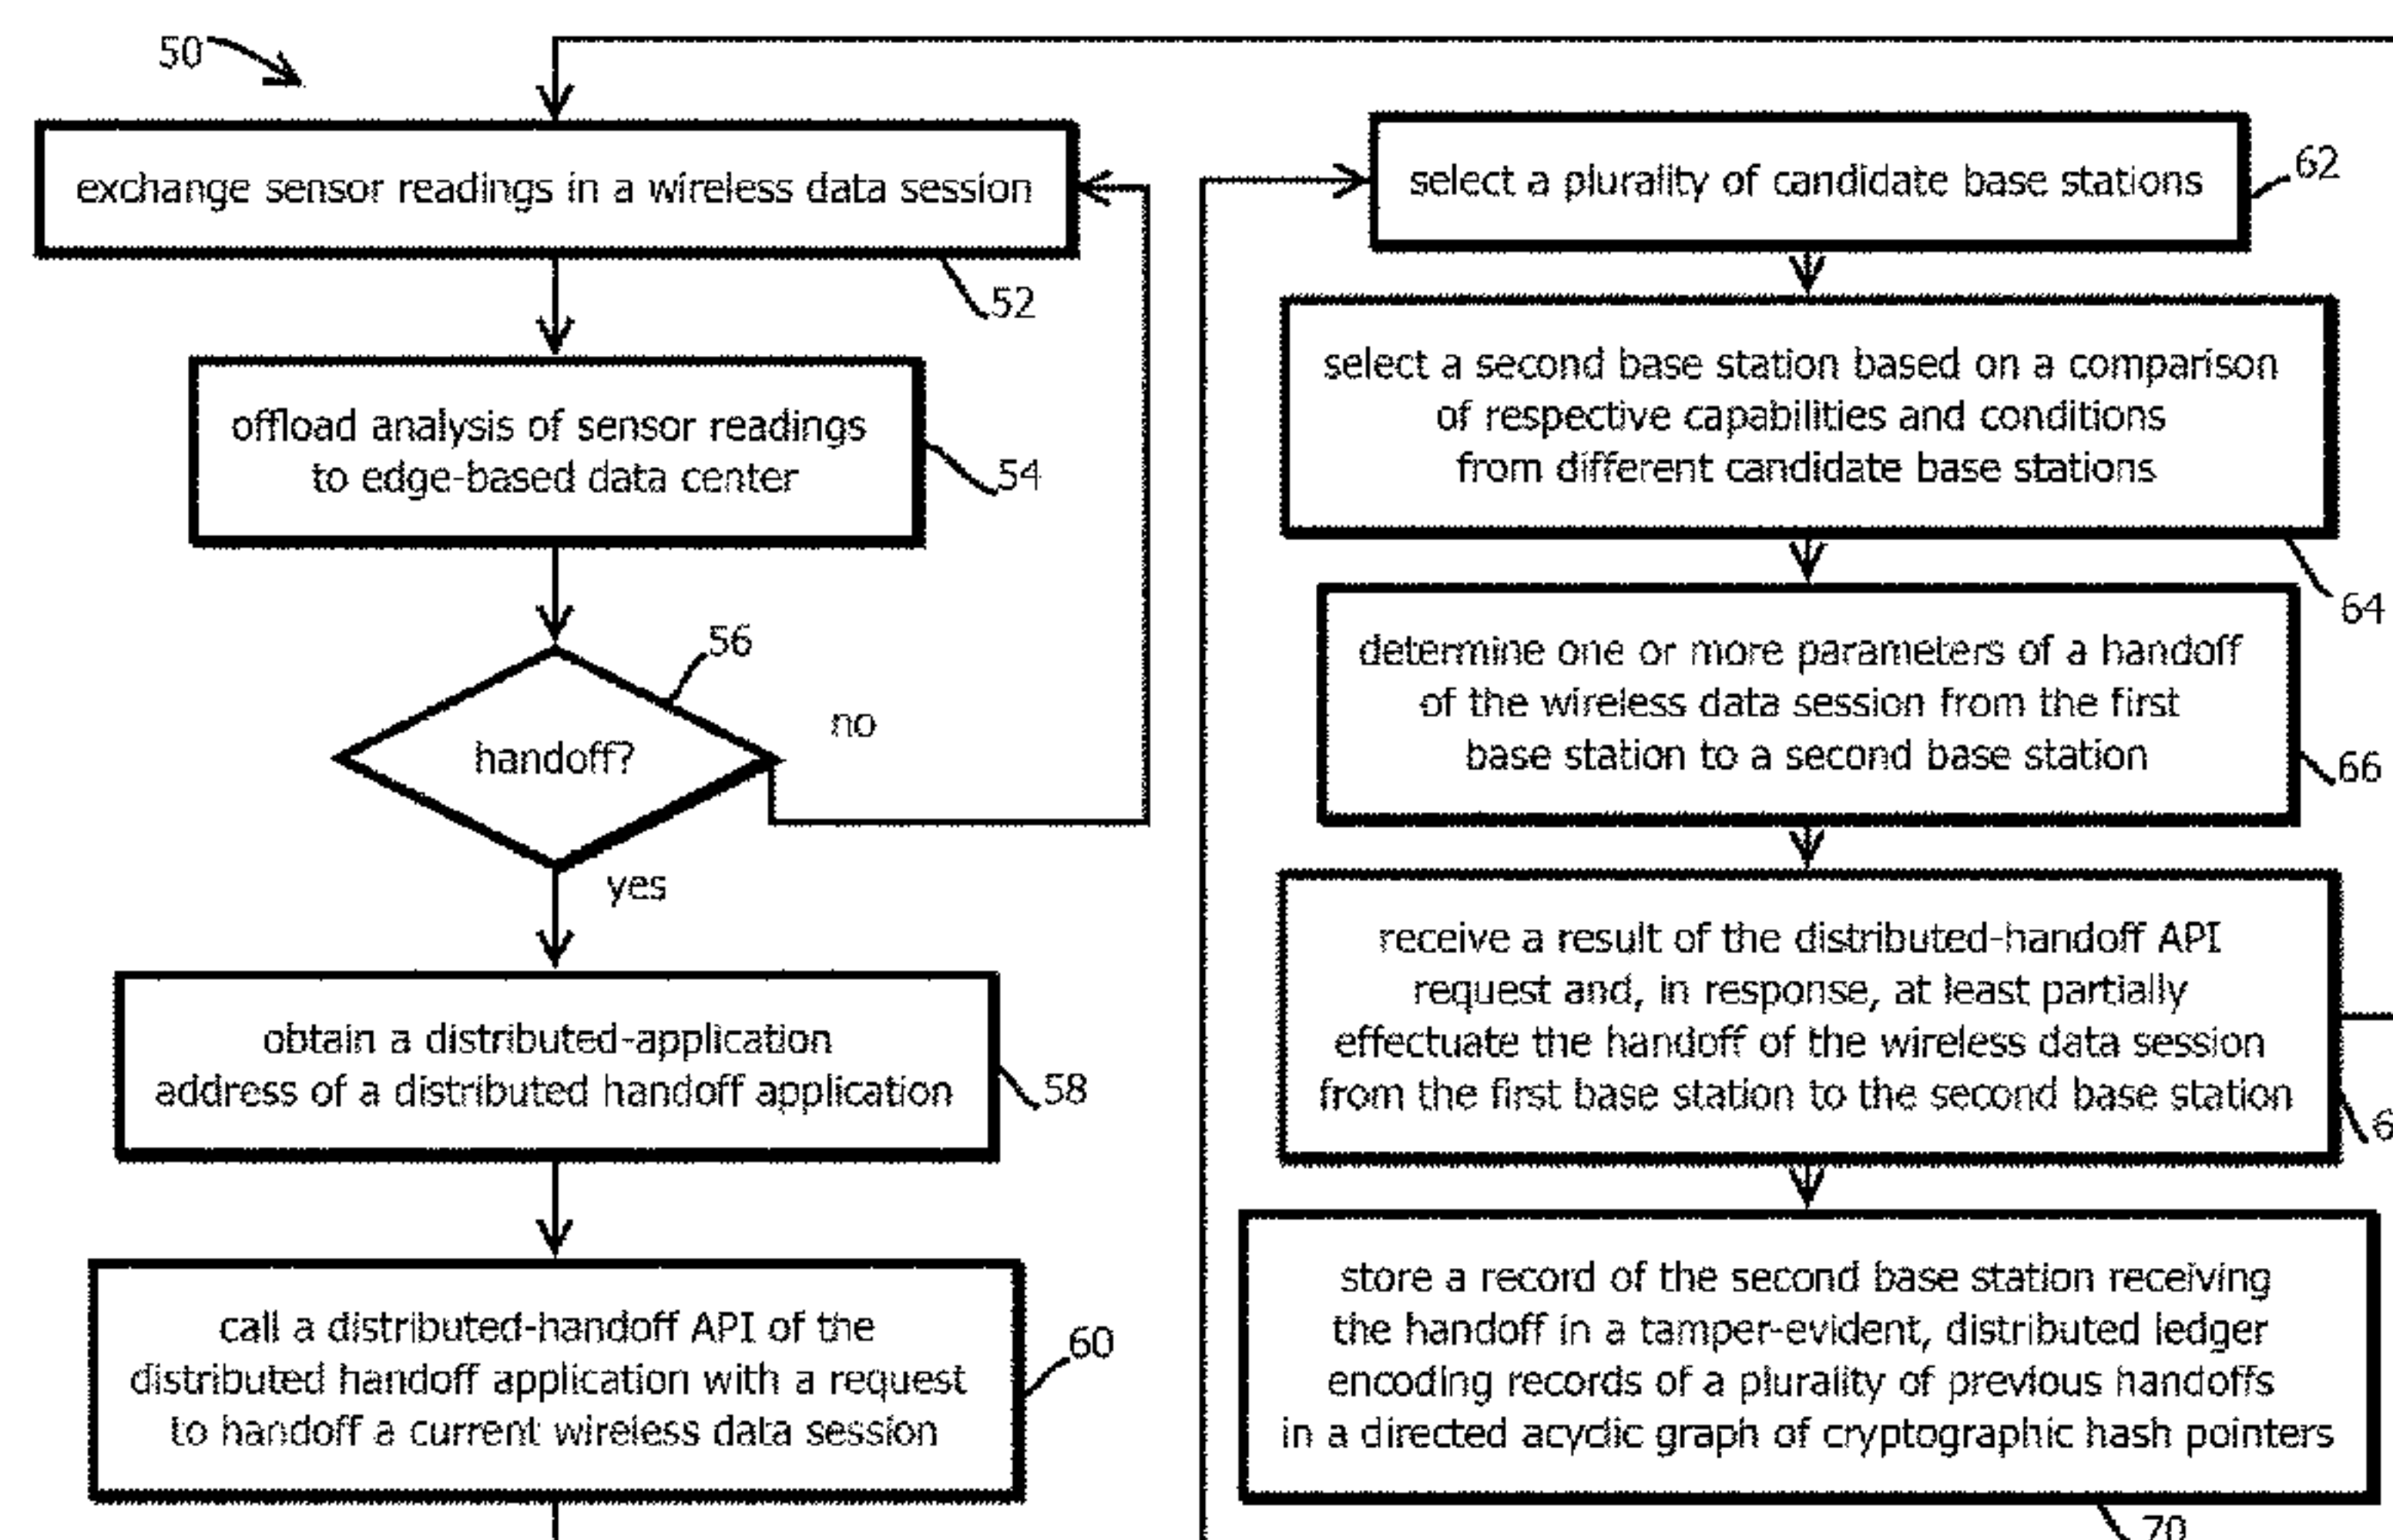 50
exchange sensor readings in a wireless data session
52
offload analysis of sensor readings
to edge-based data center
54
56
handoff?
no
yes
obtain a distributed-application
address of a distributed handoff application
58
call a distributed-handoff API of the
distributed handoff application with a request
to handoff a current wireless data session
60
select a plurality of candidate base stations
62
select a second base station based on a comparison
of respective capabilities and conditions
from different candidate base stations
64
determine one or more parameters of a handoff
of the wireless data session from the first
base station to a second base station
66
receive a result of the distributed-handoff API
request and, in response, at least partially
effectuate the handoff of the wireless data session
from the first base station to the second base station
6
store a record of the second base station receiving
the handoff in a tamper-evident, distributed ledger
encoding records of a plurality of previous handoffs
in a directed acyclic graph of cryptographic hash pointers
70